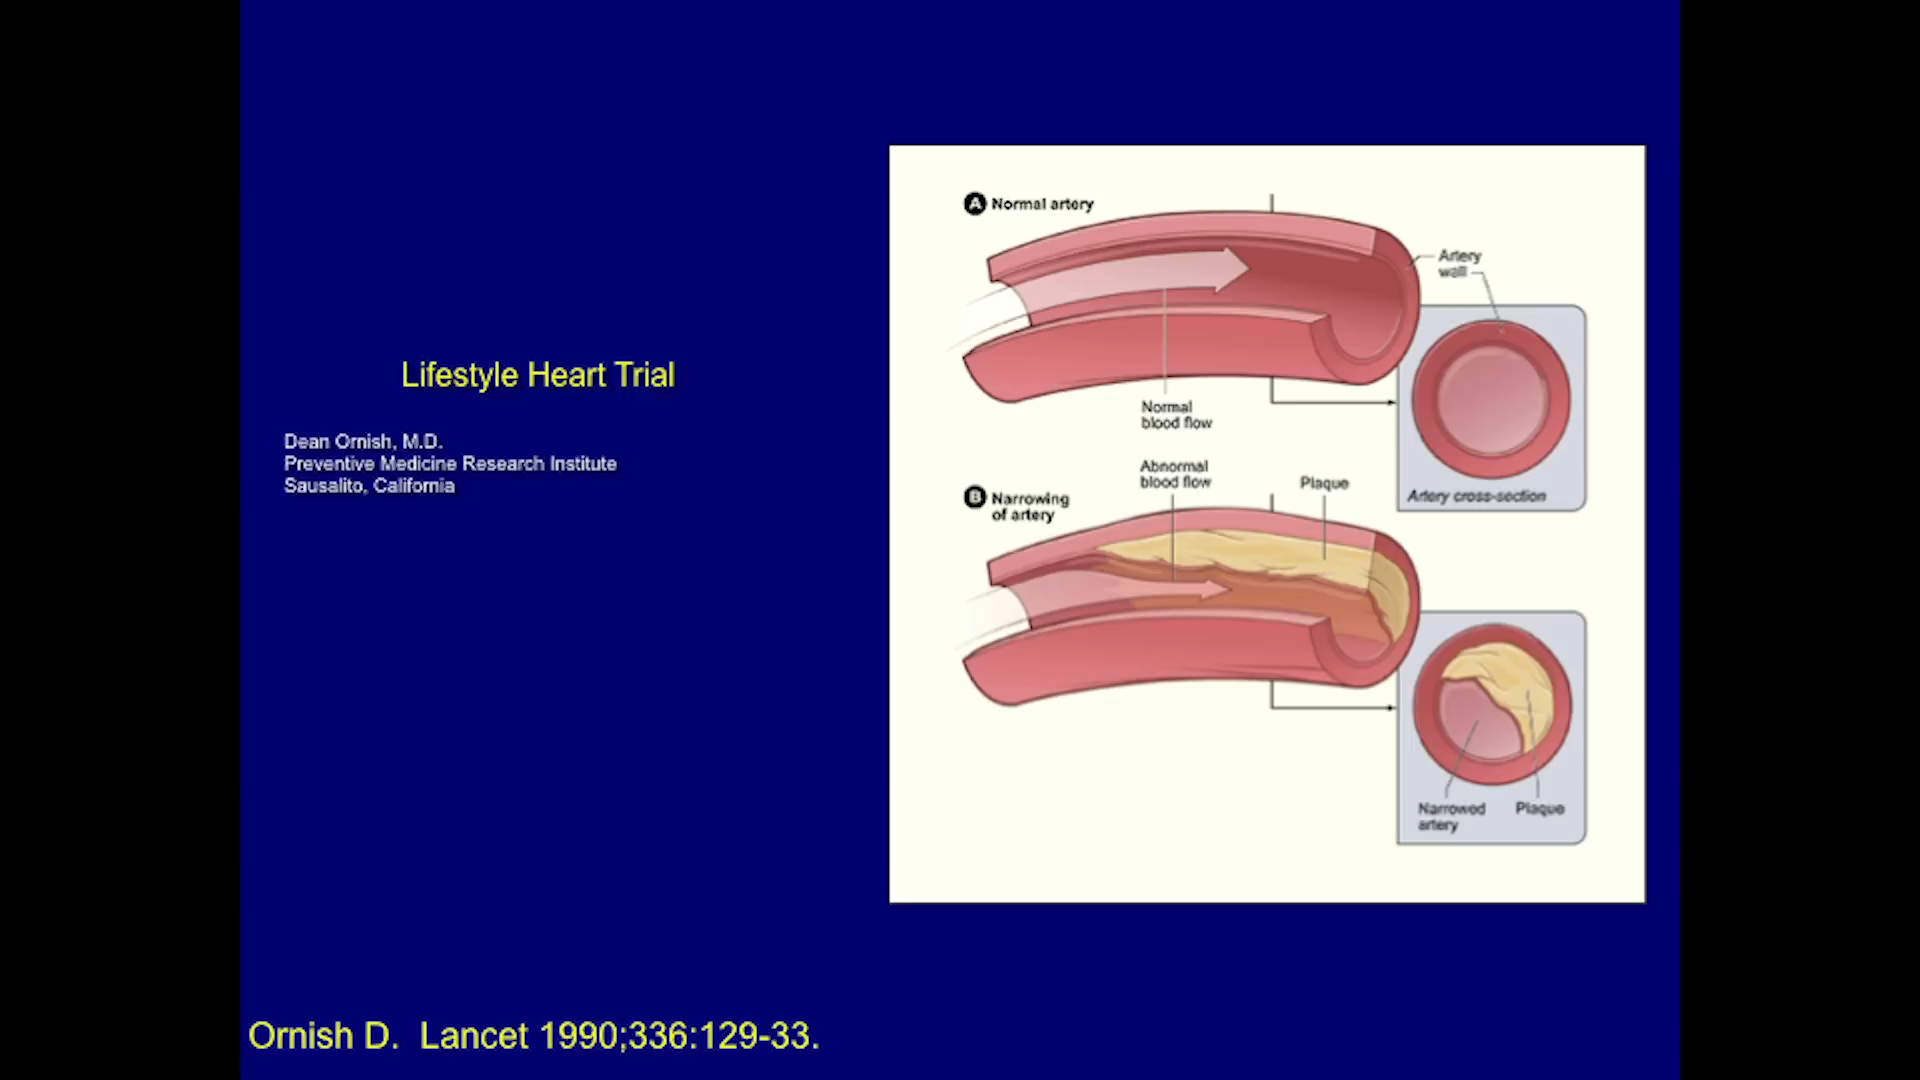 Lifestyle Heart Trial
Dean Ornish, M.D.
Preventive Medicine Research Institute
Sausalito, California
A Normal artery
Artery
wall
Normal
blood flow
Artery cross-section
Abnormal
blood flow
Plaque
B Narrowing
of artery
Narrowed
artery
Plaque
Ornish D. Lancet 1990;336:129-33.